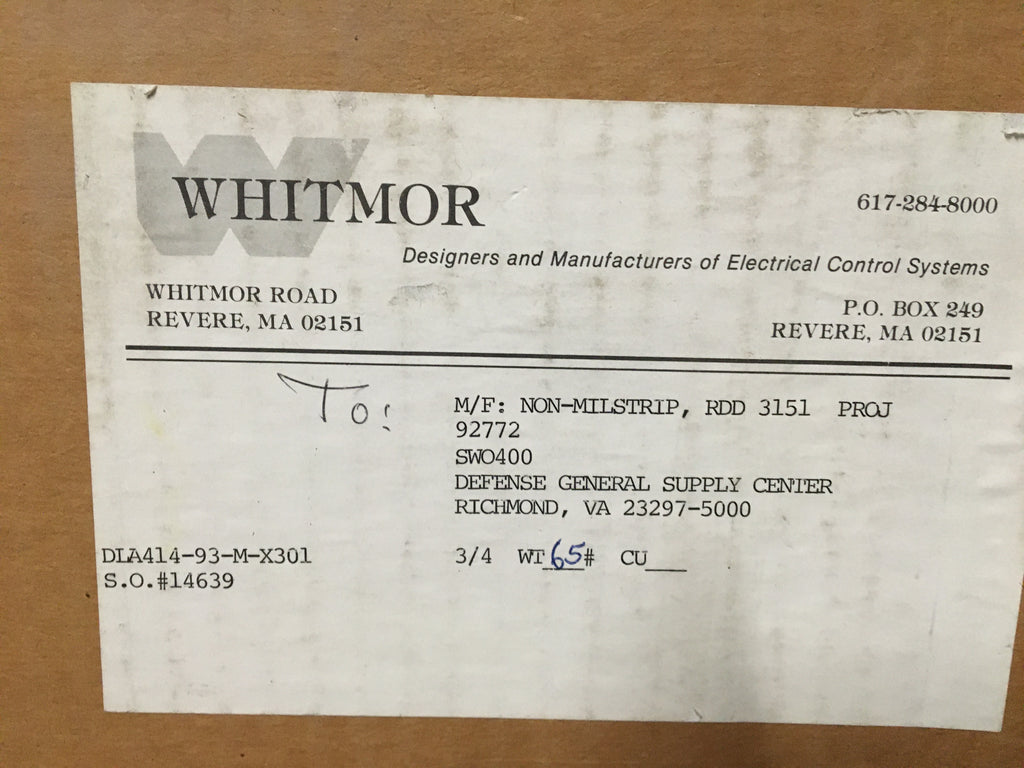 WHITMOR
617-284-8000
Designers and Manufacturers of Electrical Control Systems
WHITMOR ROAD
REVERE, MA 02151
P.O. BOX 249
REVERE, MA 02151
To:
M/F: NON-MILSTRIP, RDD 3151 PROJ
92772
SWO400
DEFENSE GENERAL SUPPLY CENTER
RICHMOND, VA 23297-5000
DLA414-93-M-X301
S.O.#14639
3/4 WT 65# CU___